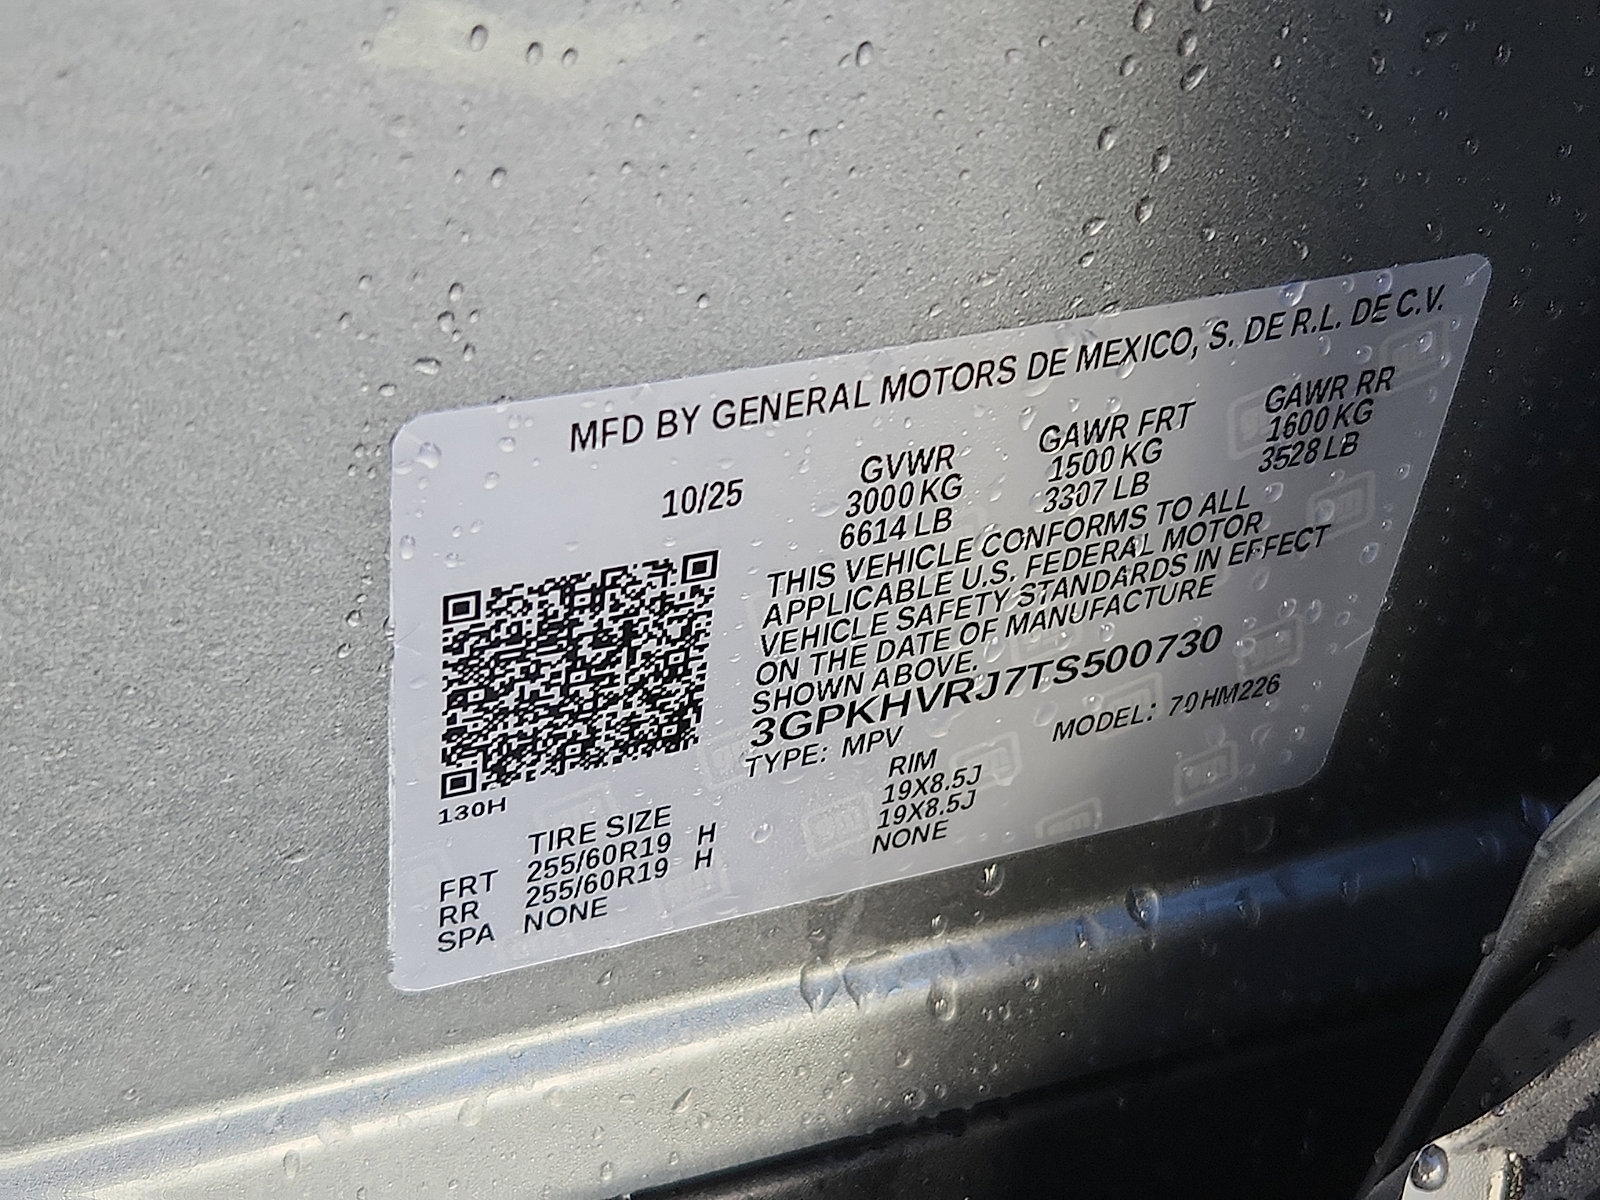 MFD BY GENERAL MOTORS DE MEXICO, S. DE R.L. DE C.V.
10/25 GVWR GAWR FRT GAWR RR
3000 KG 1500 KG 1600 KG
6614 LB 3307 LB 3528 LB
THIS VEHICLE CONFORMS TO ALL
APPLICABLE U.S. FEDERAL MOTOR
VEHICLE SAFETY STANDARDS IN EFFECT
ON THE DATE OF MANUFACTURE
SHOWN ABOVE.
3GPKHVRJ7TS500730
TYPE: MPV MODEL: 70HM226
130H
TIRE SIZE RIM
FRT 255/60R19 H 19X8.5J
RR 255/60R19 H 19X8.5J
SPA NONE NONE